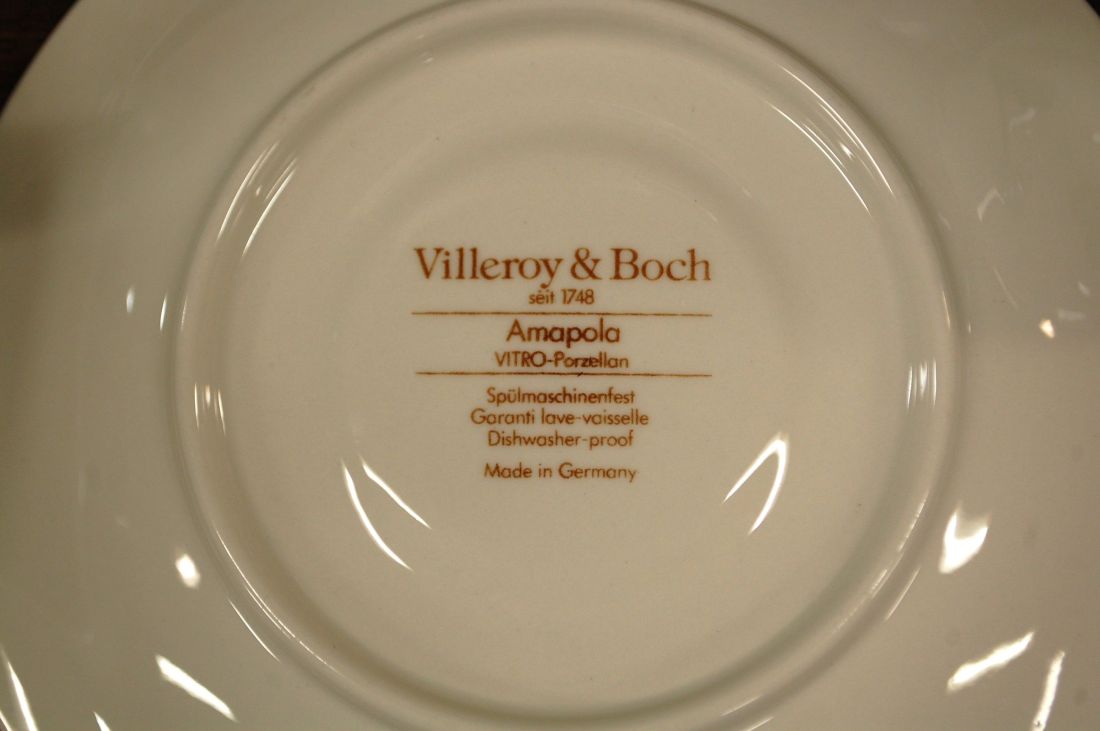 Villeroy & Boch
seit 1748
Amapola
VITRO-Porzellan
Spülmaschinenfest
Garanti lave-vaisselle
Dishwasher-proof
Made in Germany